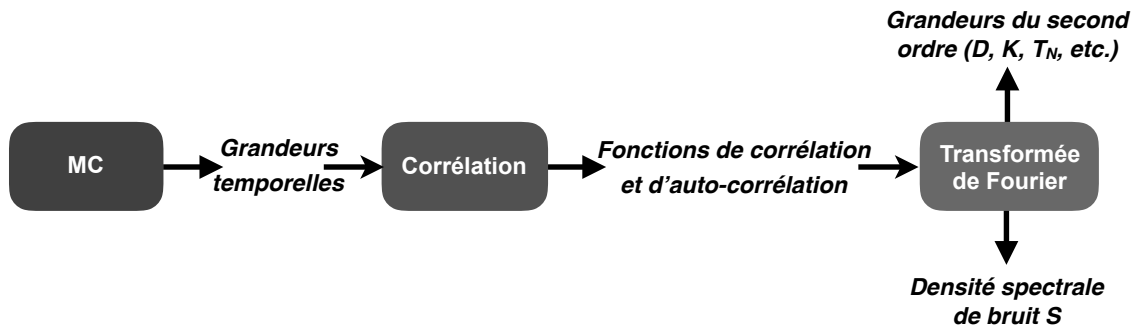 Grandeurs du second
ordre (D, K, TN, etc.)
MC
Grandeurs
temporelles
Corrélation
Fonctions de corrélation
et d'auto-corrélation
Transformée
de Fourier
Densité spectrale
de bruit S